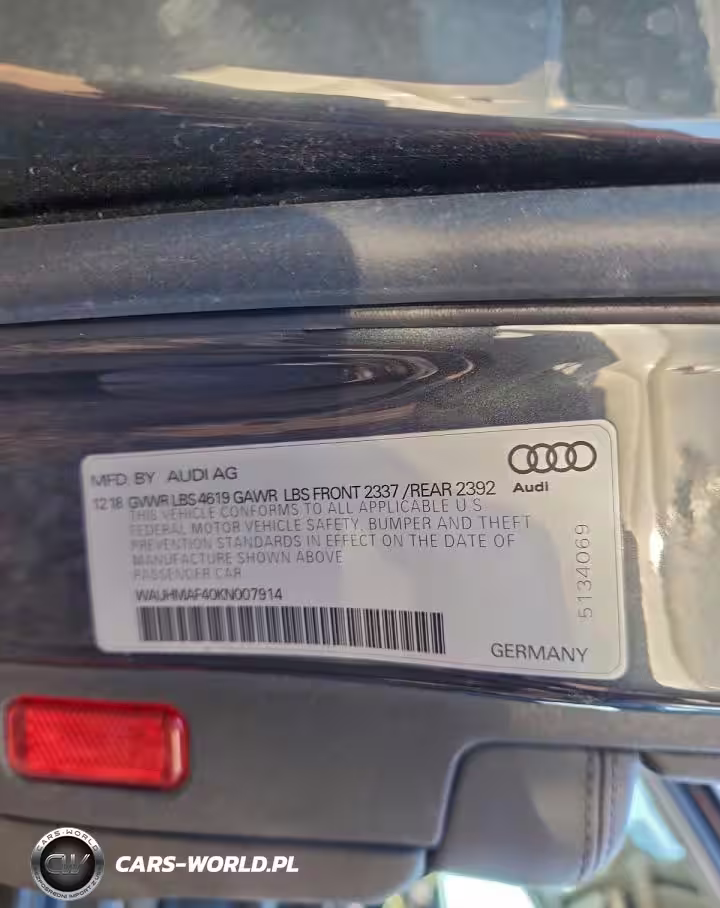 MFD. BY AUDI AG
12 18 GVWR LBS 4619 GAWR LBS FRONT 2337 /REAR 2392
THIS VEHICLE CONFORMS TO ALL APPLICABLE U S
FEDERAL MOTOR VEHICLE SAFETY, BUMPER AND THEFT
PREVENTION STANDARDS IN EFFECT ON THE DATE OF
MANUFACTURE SHOWN ABOVE
PASSENGER CAR
WAUHMAF40KN007914
Audi
5134069
GERMANY
CARS-WORLD
CARS-WORLD.PL